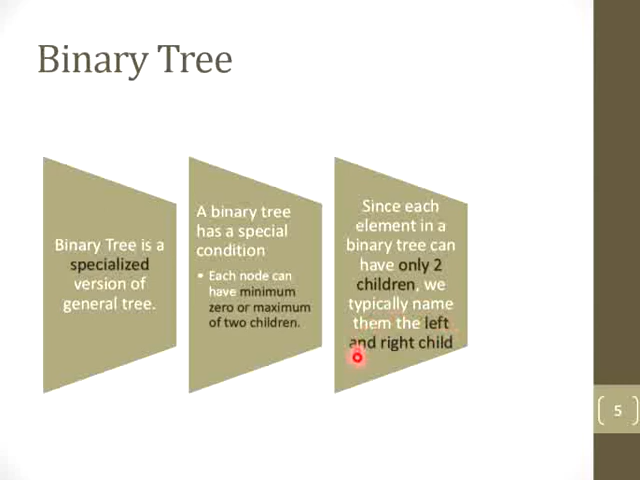 Binary Tree
Binary Tree is a
specialized
version of
general tree.
A binary tree
has a special
condition
• Each node can
have minimum
zero or maximum
of two children.
Since each
element in a
binary tree can
have only 2
children, we
typically name
them the left
and right child
5